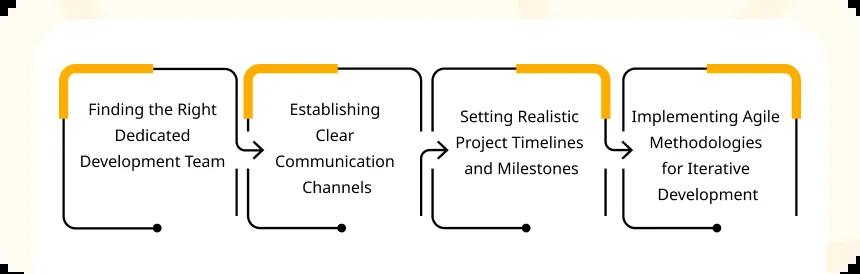 Finding the Right
Dedicated
Development Team
Establishing
Clear
Communication
Channels
Setting Realistic
Project Timelines
and Milestones
Implementing Agile
Methodologies
for Iterative
Development